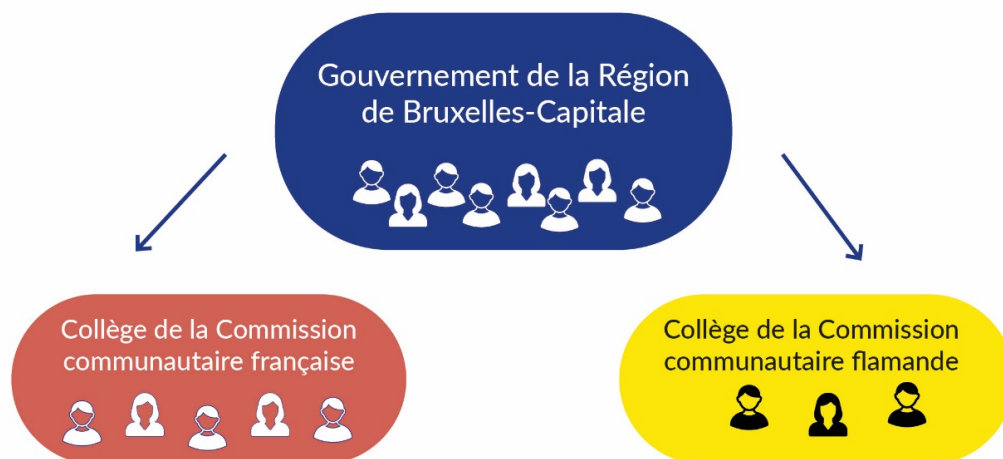 Gouvernement de la Région
de Bruxelles-Capitale
Collège de la Commission
communautaire française
Collège de la Commission
communautaire flamande